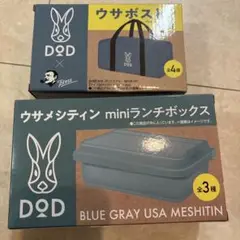 ウサボス
DOD
×
全4種
ウサメシティン miniランチボックス
全3種
DOD
BLUE GRAY USA MESHITIN